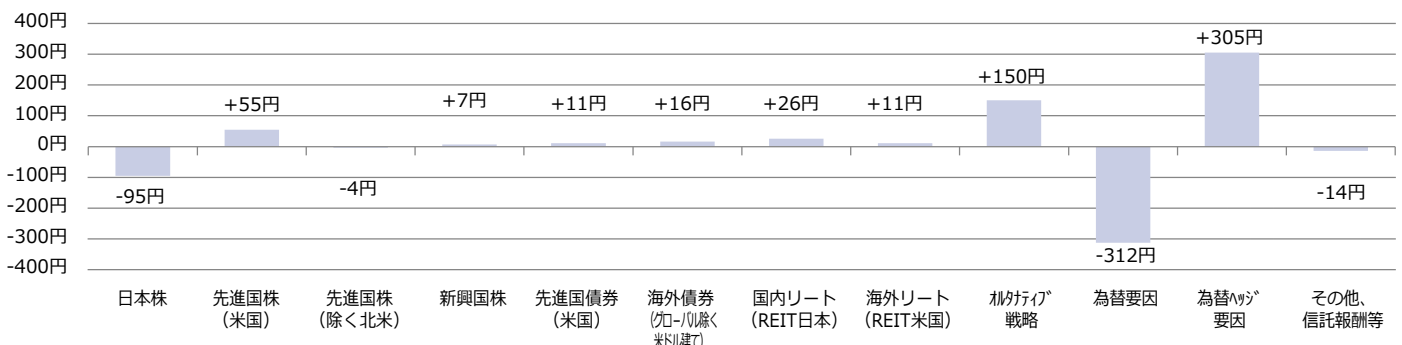 400円
300円
200円
100円
0円
-100円
-200円
-300円
-400円
-95円
+55円
-4円
+7円
+11円
+16円
+26円
+11円
+150円
-312円
+305円
-14円
日本株
先進国株
（米国）
先進国株
（除く北米）
新興国株
先進国債券
（米国）
海外債券
（グローバル除く
米ドル建て）
国内リート
（REIT日本）
海外リート
（REIT米国）
ｵﾙﾀﾅﾃｨﾌﾞ
戦略
為替要因
為替ﾍｯｼﾞ
要因
その他、
信託報酬等